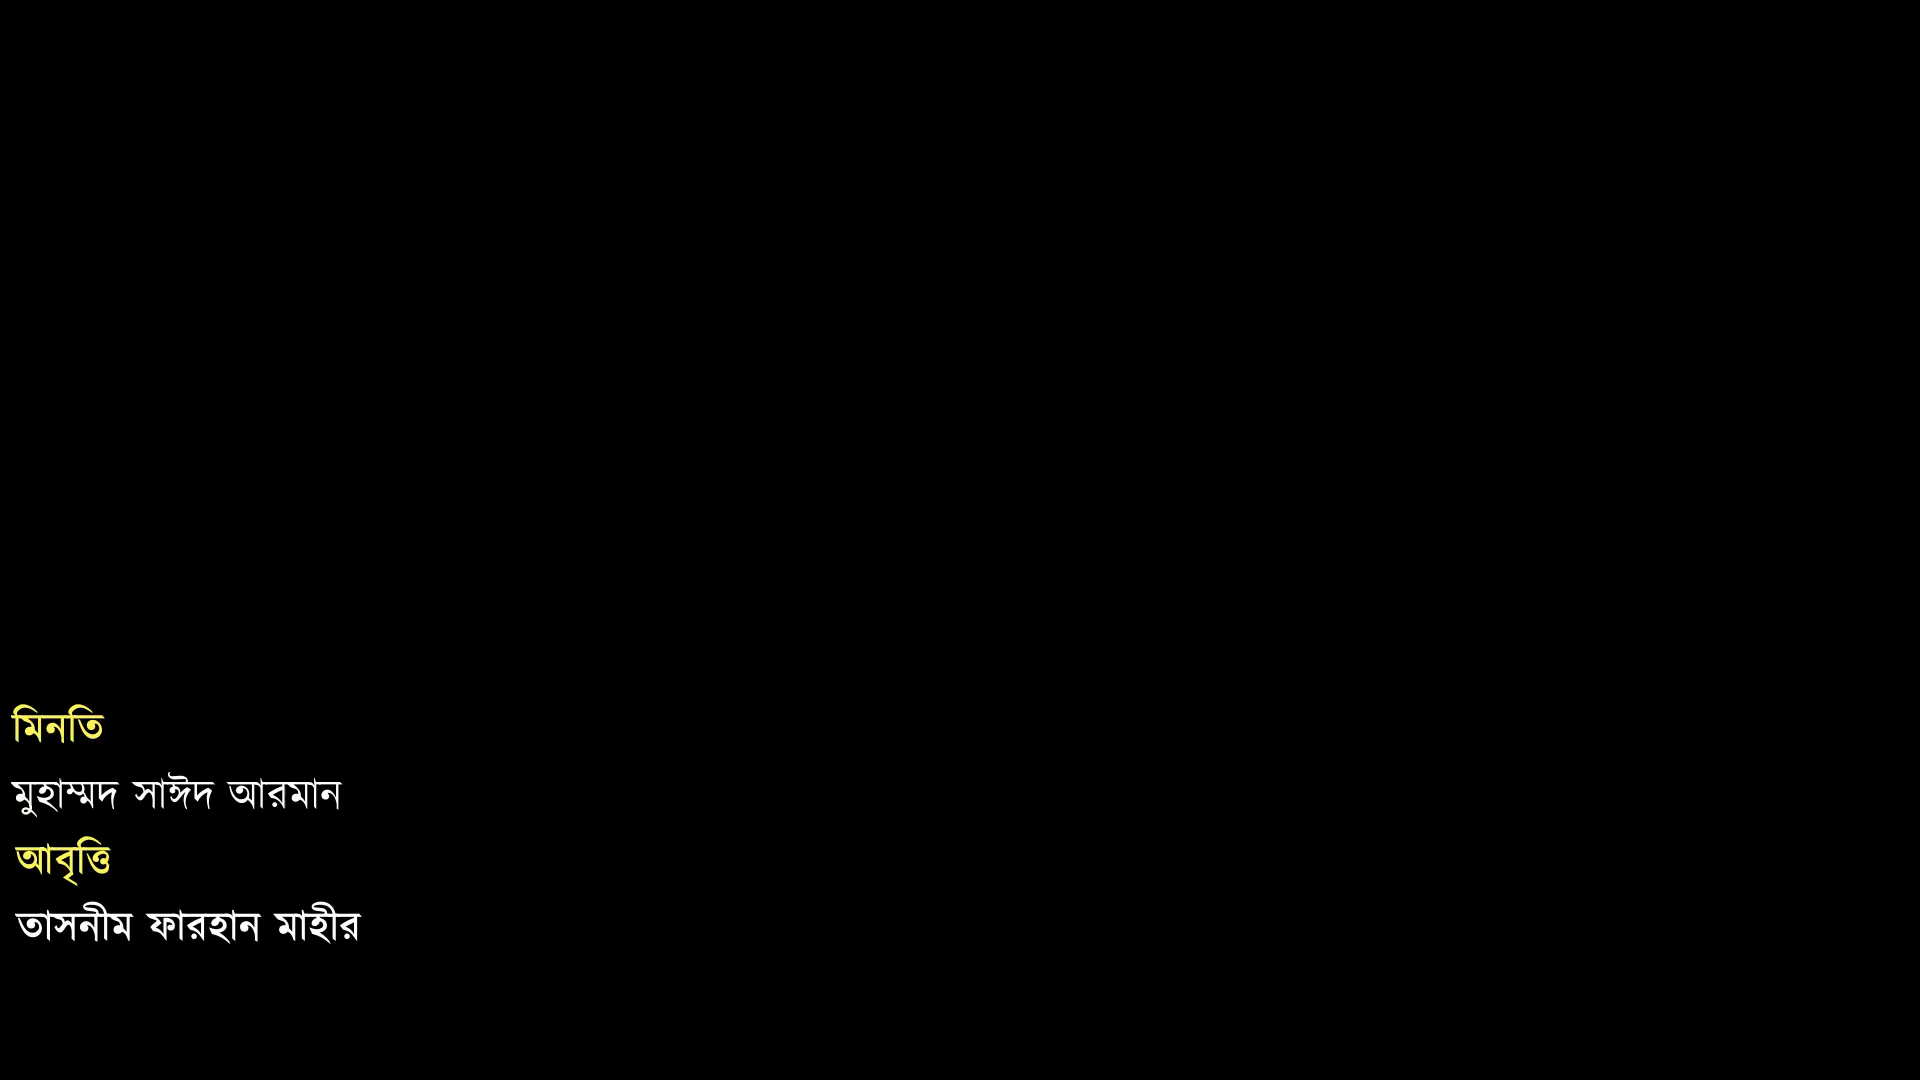 মিনতি
মুহাম্মদ সাঈদ আরমান
আবৃত্তি
তাসনীম ফারহান মাহীর